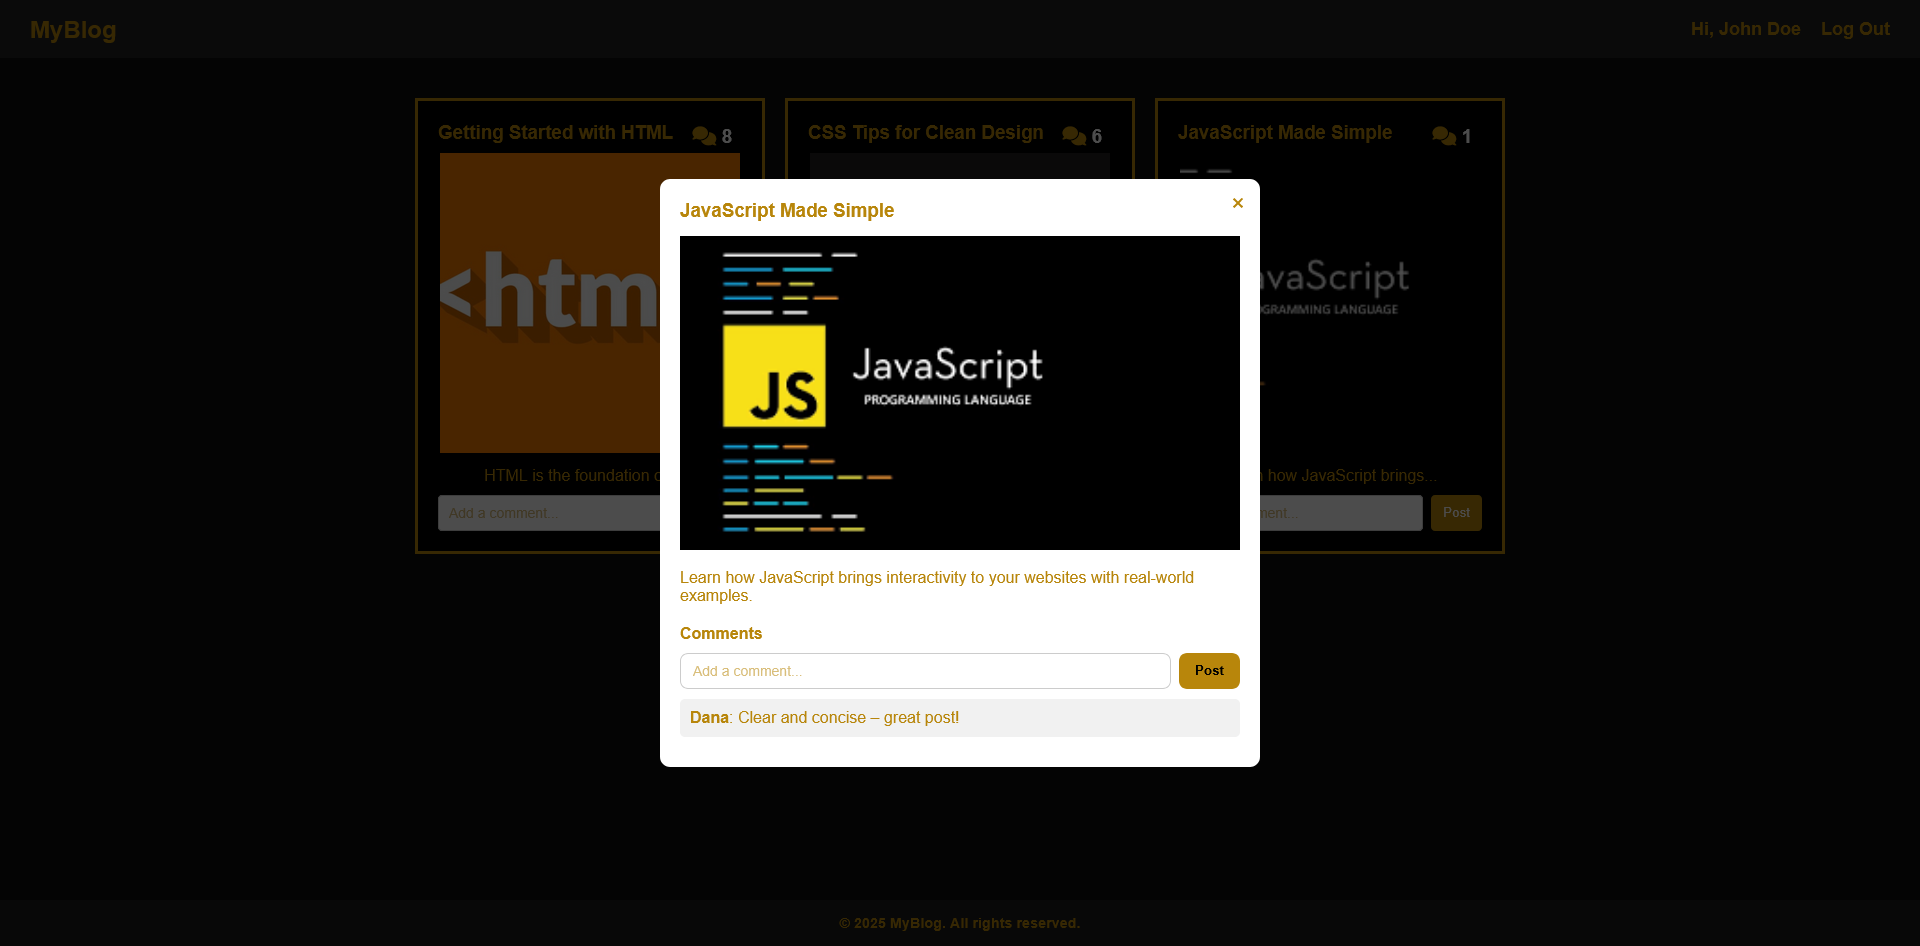 MyBlog
Hi, John Doe Log Out
Getting Started with HTML 8
CSS Tips for Clean Design 6
JavaScript Made Simple 1
<htm
avaScript
ROGRAMMING LANGUAGE
HTML is the foundation
how JavaScript brings...
Add a comment...
ment...
Post
JavaScript Made Simple
×
JS
JavaScript
PROGRAMMING LANGUAGE
Learn how JavaScript brings interactivity to your websites with real-world
examples.
Comments
Add a comment...
Post
Dana: Clear and concise – great post!
© 2025 MyBlog. All rights reserved.